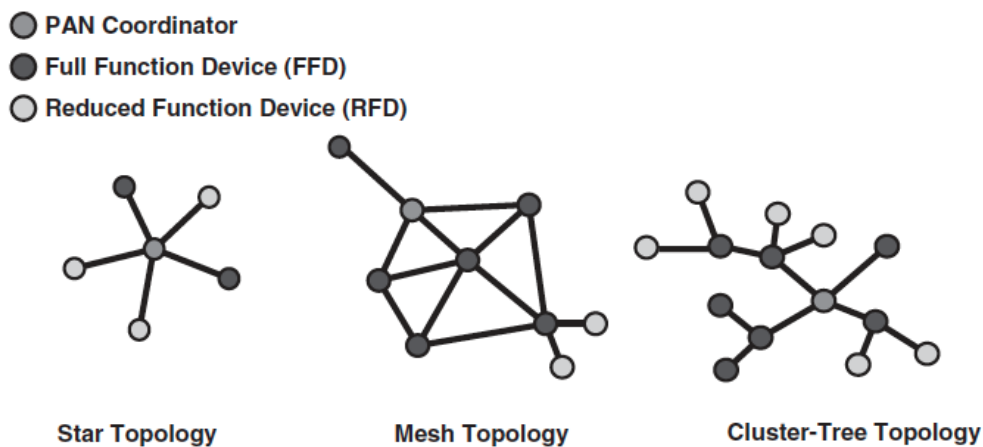 PAN Coordinator
Full Function Device (FFD)
Reduced Function Device (RFD)
Star Topology
Mesh Topology
Cluster-Tree Topology